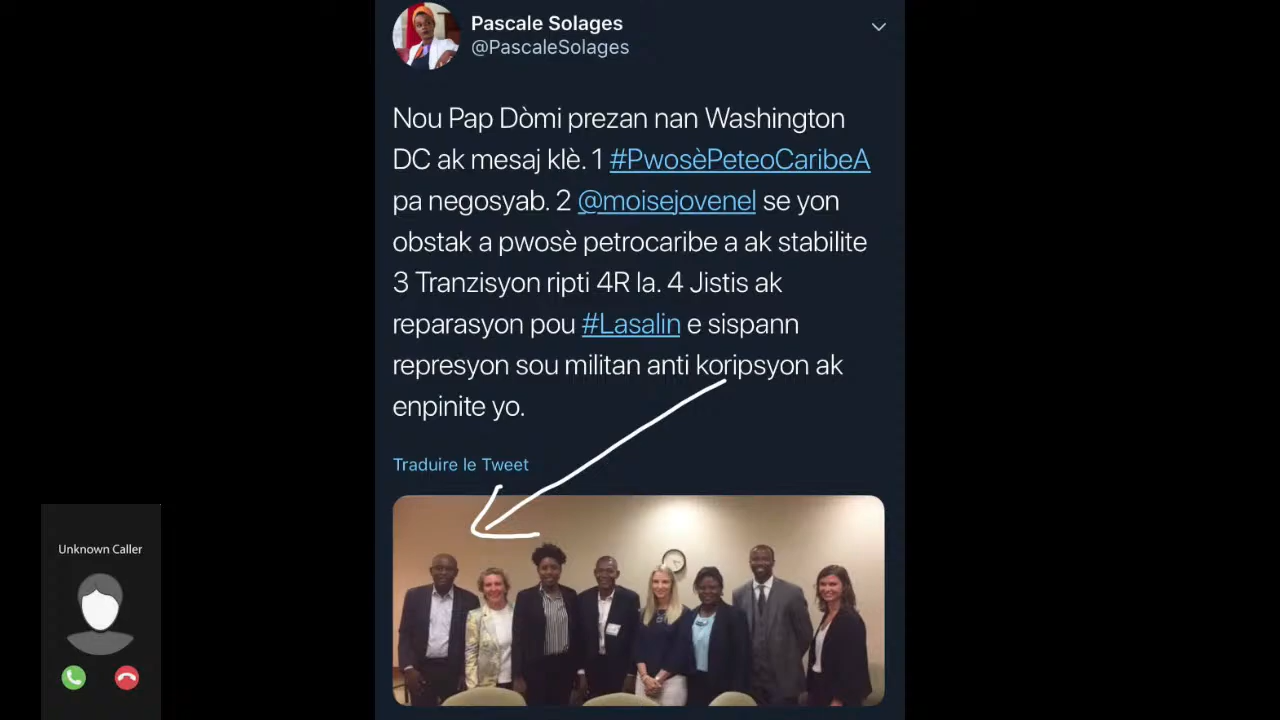 Pascale Solages
@PascaleSolages
Nou Pap Dòmi prezan nan Washington
DC ak mesaj klè. 1 #PwosèPeteoCaribeA
pa negosyab. 2 @moisejovenel se yon
obstak a pwosè petrocaribe a ak stabilite
3 Tranzisyon ripti 4R la. 4 Jistis ak
reparasyon pou #Lasalin e sispann
represyon sou militan anti koripsyon ak
enpinite yo.
Traduire le Tweet
Unknown Caller